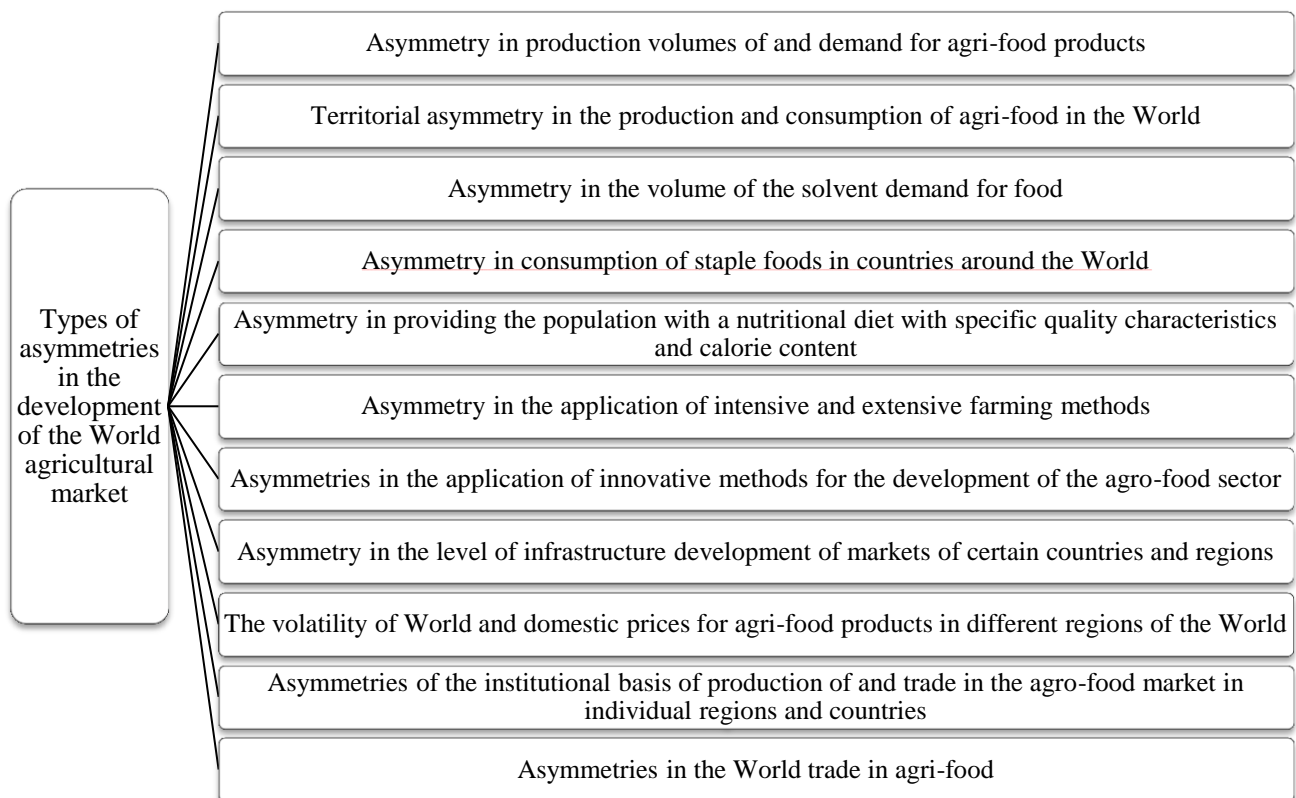 Types of
asymmetries
in the
development
of the World
agricultural
market
Asymmetry in production volumes of and demand for agri-food products
Territorial asymmetry in the production and consumption of agri-food in the World
Asymmetry in the volume of the solvent demand for food
Asymmetry in consumption of staple foods in countries around the World
Asymmetry in providing the population with a nutritional diet with specific quality characteristics
and calorie content
Asymmetry in the application of intensive and extensive farming methods
Asymmetries in the application of innovative methods for the development of the agro-food sector
Asymmetry in the level of infrastructure development of markets of certain countries and regions
The volatility of World and domestic prices for agri-food products in different regions of the World
Asymmetries of the institutional basis of production of and trade in the agro-food market in
individual regions and countries
Asymmetries in the World trade in agri-food